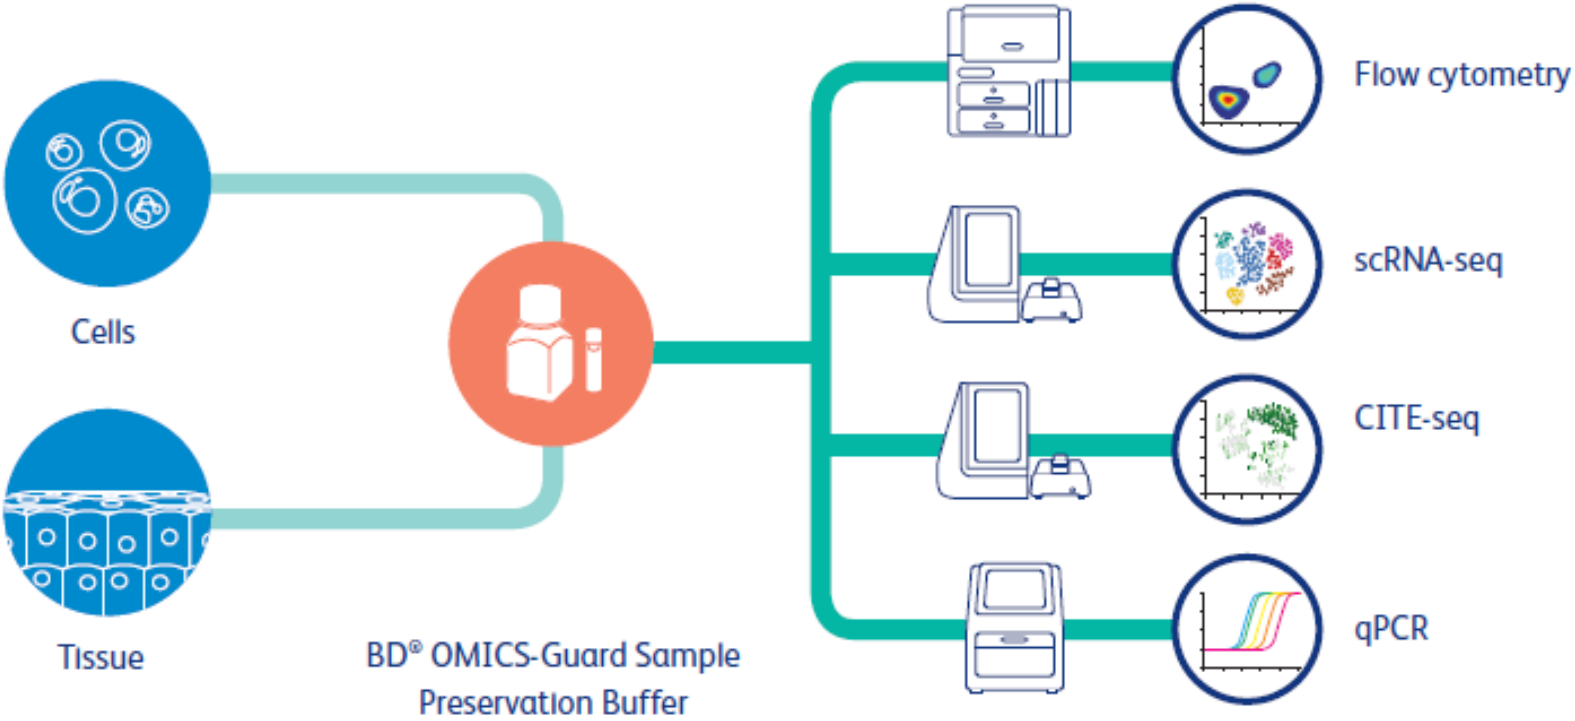 Cells
Tissue
BD® OMICS-Guard Sample
Preservation Buffer
Flow cytometry
scRNA-seq
CITE-seq
qPCR